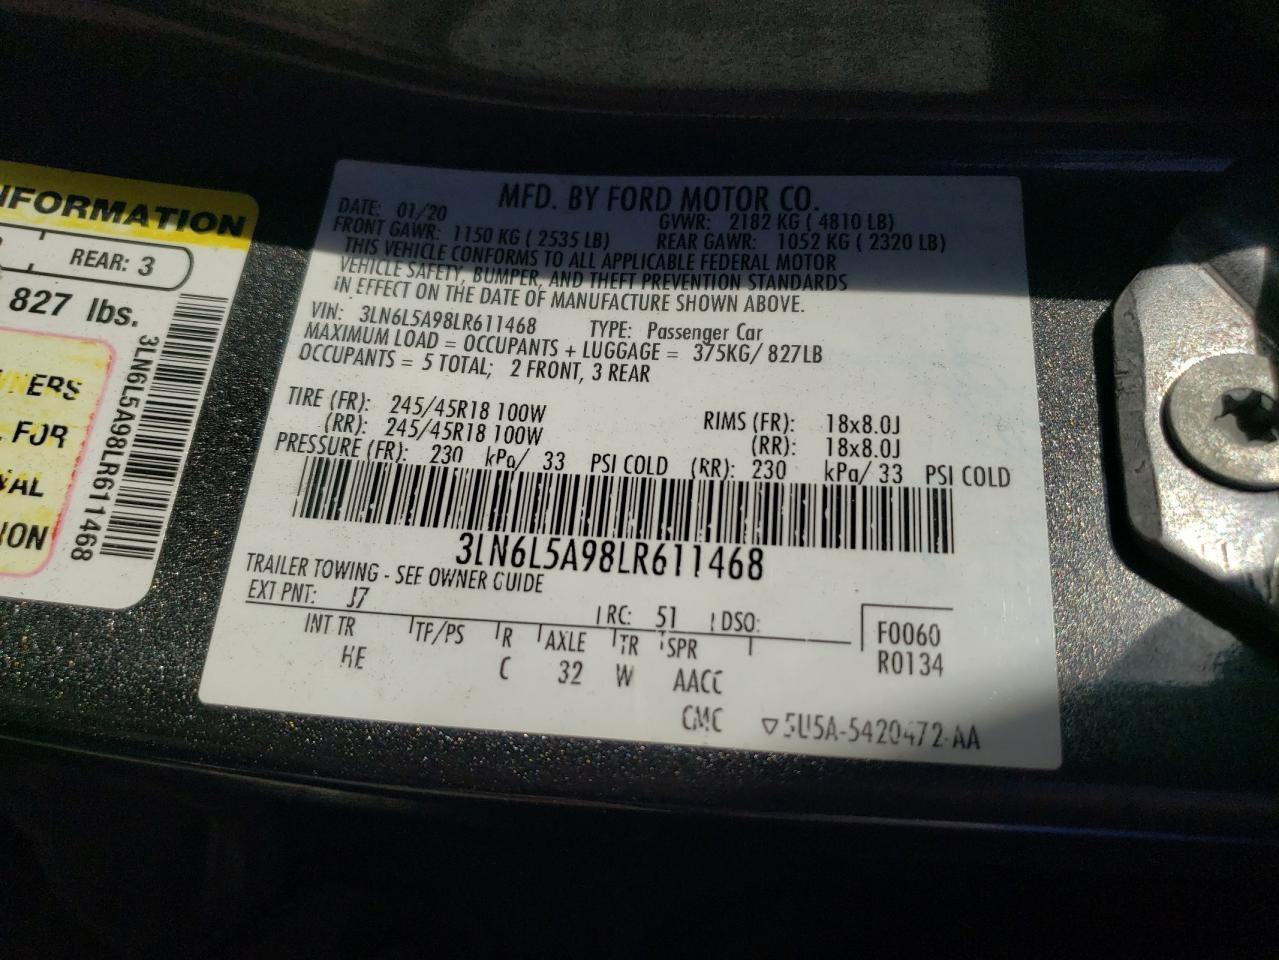 INFORMATION
REAR: 3
827 lbs.
FOR
ION
3LN6L5A98LR611468
MFD. BY FORD MOTOR CO.
DATE: 01/20 GVWR: 2182 KG ( 4810 LB)
FRONT GAWR: 1150 KG ( 2535 LB) REAR GAWR: 1052 KG ( 2320 LB)
THIS VEHICLE CONFORMS TO ALL APPLICABLE FEDERAL MOTOR
VEHICLE SAFETY, BUMPER, AND THEFT PREVENTION STANDARDS
IN EFFECT ON THE DATE OF MANUFACTURE SHOWN ABOVE.
VIN: 3LN6L5A98LR611468 TYPE: Passenger Car
MAXIMUM LOAD = OCCUPANTS + LUGGAGE = 375KG/ 827LB
OCCUPANTS = 5 TOTAL; 2 FRONT, 3 REAR
TIRE (FR): 245/45R18 100W RIMS (FR): 18x8.0J
(RR): 245/45R18 100W (RR): 18x8.0J
PRESSURE (FR): 230 kPa/ 33 PSI COLD (RR): 230 kPa/ 33 PSI COLD
3LN6L5A98LR611468
TRAILER TOWING - SEE OWNER GUIDE
EXT PNT: J7 RC: 51 DSO:
INT TR TP/PS R AXLE TR SPR F0060
HE C 32 W AACC R0134
CMC 5U5A-5420472-AA